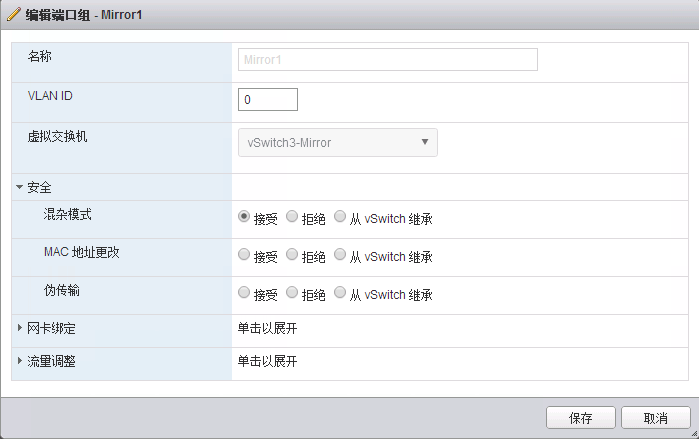 编辑端口组 - Mirror1
名称 Mirror1
VLAN ID 0
虚拟交换机 vSwitch3-Mirror
安全
混杂模式 接受 拒绝 从 vSwitch 继承
MAC 地址更改 接受 拒绝 从 vSwitch 继承
伪传输 接受 拒绝 从 vSwitch 继承
网卡绑定 单击以展开
流量调整 单击以展开
保存 取消